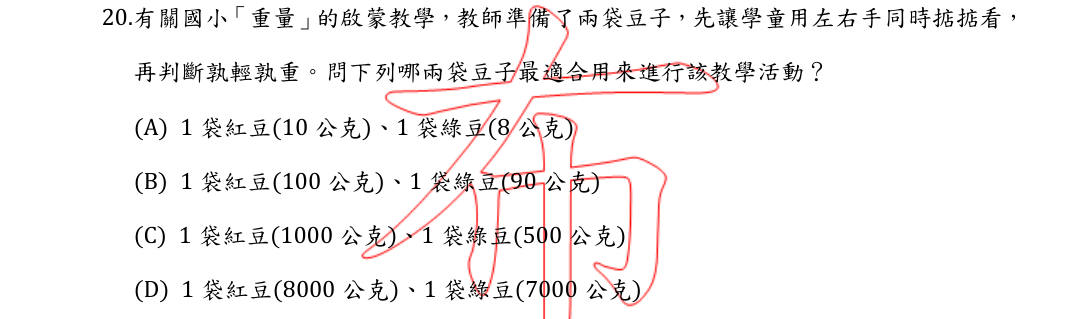 20.有關國小「重量」的啟蒙教學，教師準備了兩袋豆子，先讓學童用左右手同時掂掂看，
再判斷孰輕孰重。問下列哪兩袋豆子最適合用來進行該教學活動？
(A) 1 袋紅豆(10 公克)、1 袋綠豆(8 公克)
(B) 1 袋紅豆(100 公克)、1 袋綠豆(90 公克)
(C) 1 袋紅豆(1000 公克)、1 袋綠豆(500 公克)
(D) 1 袋紅豆(8000 公克)、1 袋綠豆(7000 公克)
布